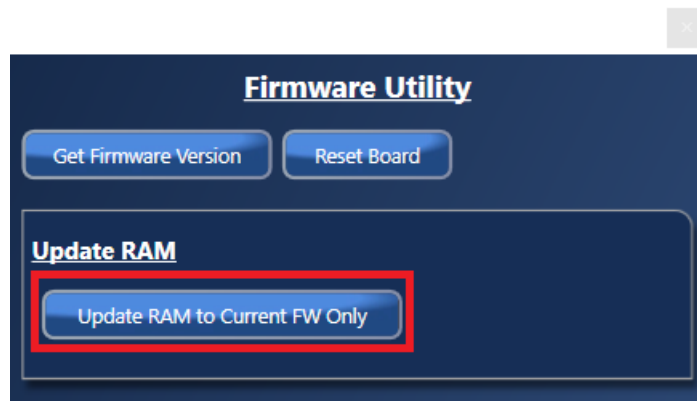 Firmware Utility
Get Firmware Version Reset Board
Update RAM
Update RAM to Current FW Only